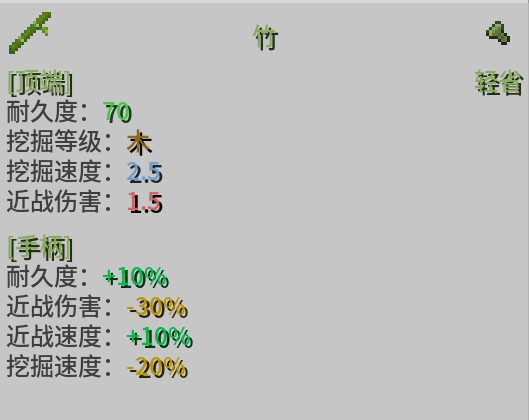 竹
[顶端]
轻省
耐久度：70
挖掘等级：木
挖掘速度：2.5
近战伤害：1.5
[手柄]
耐久度：+10%
近战伤害：-30%
近战速度：+10%
挖掘速度：-20%